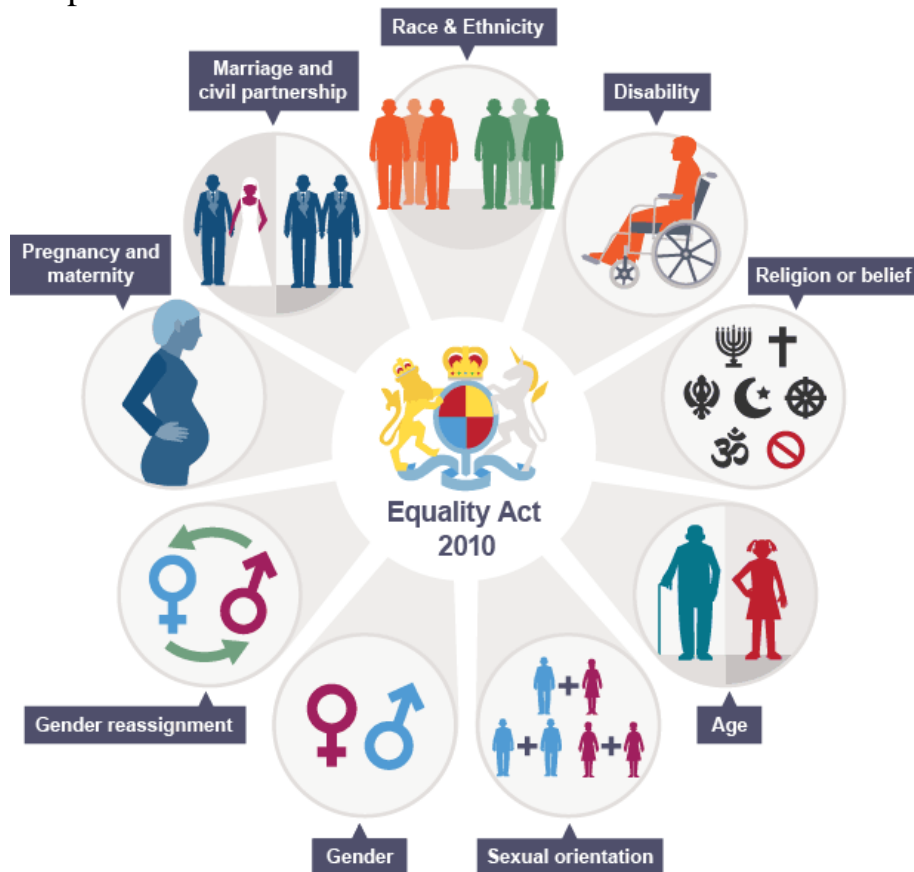 Race & Ethnicity
Marriage and
civil partnership
Disability
Pregnancy and
maternity
Religion or belief
Equality Act
2010
Gender reassignment
Age
Gender
Sexual orientation